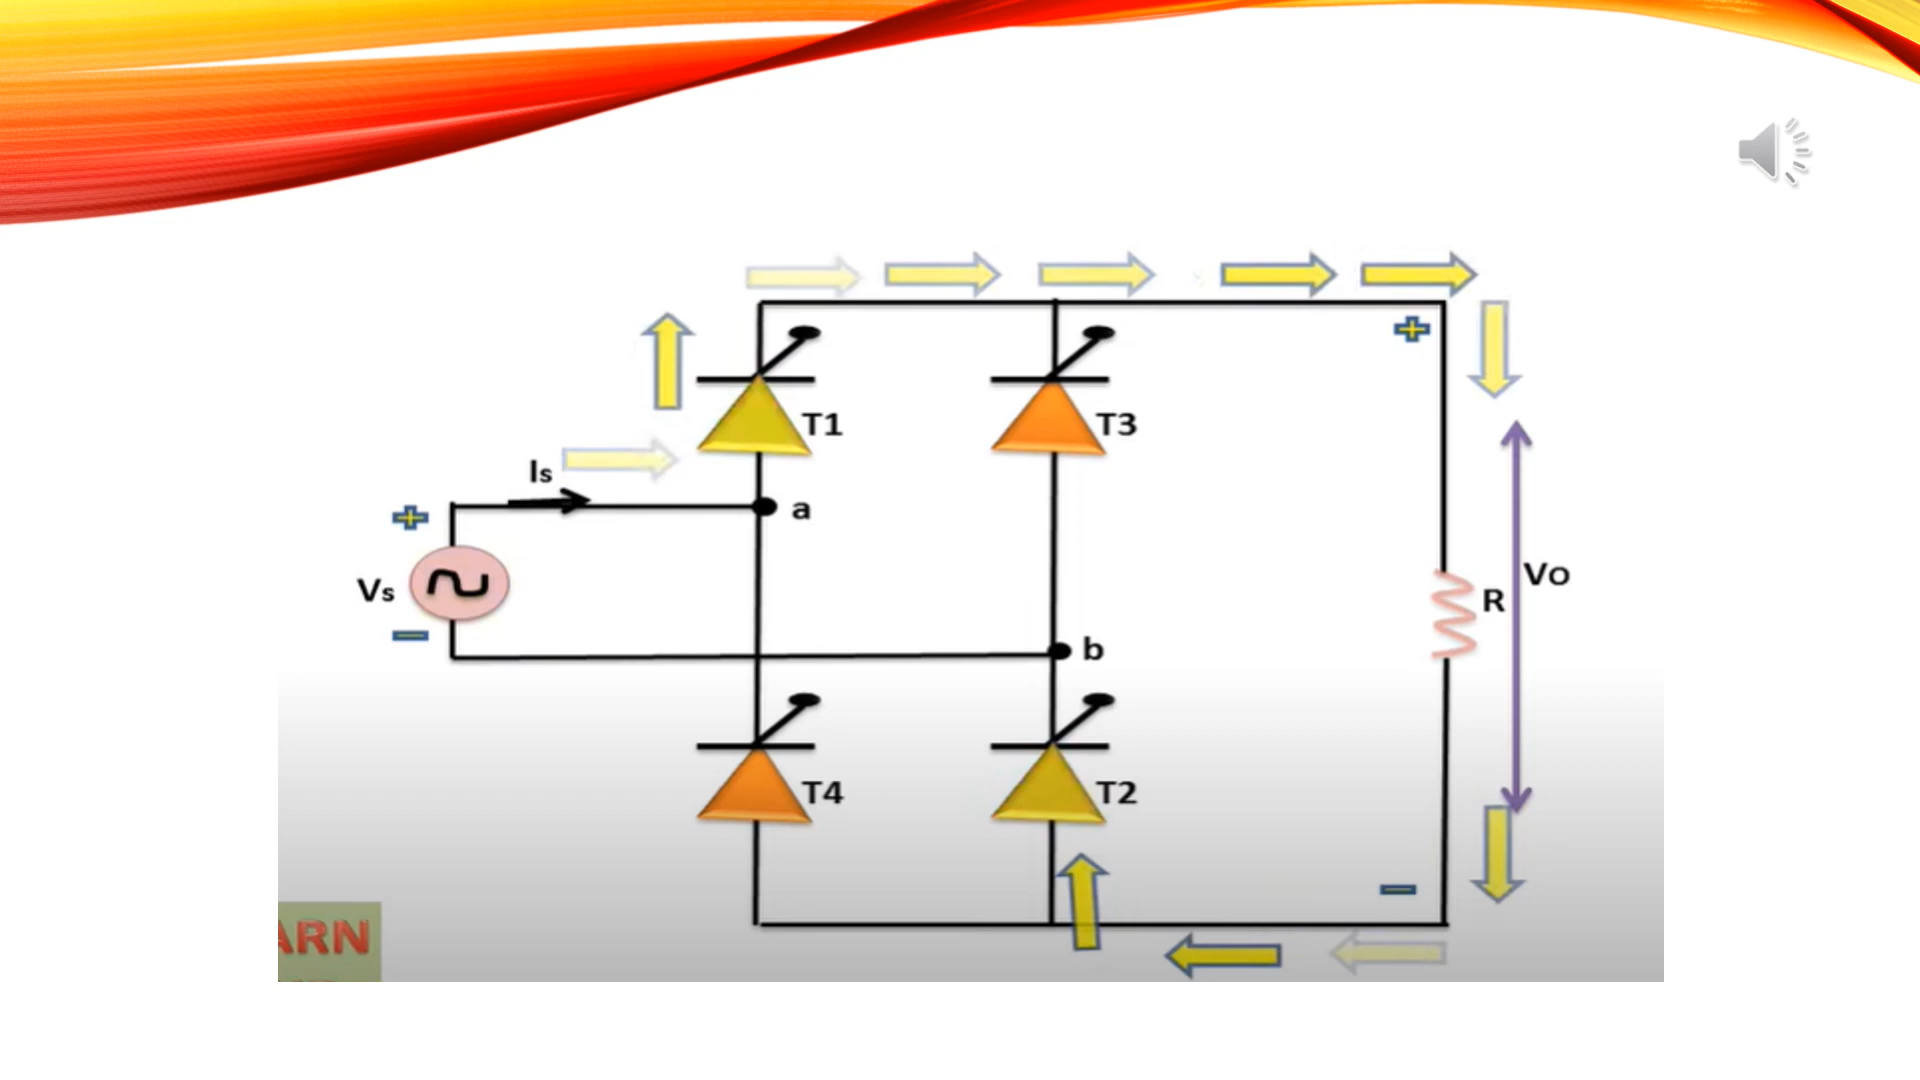 T1
T3
Is
a
+
+
Vs
Vo
R
−
b
T4
T2
−
ARN